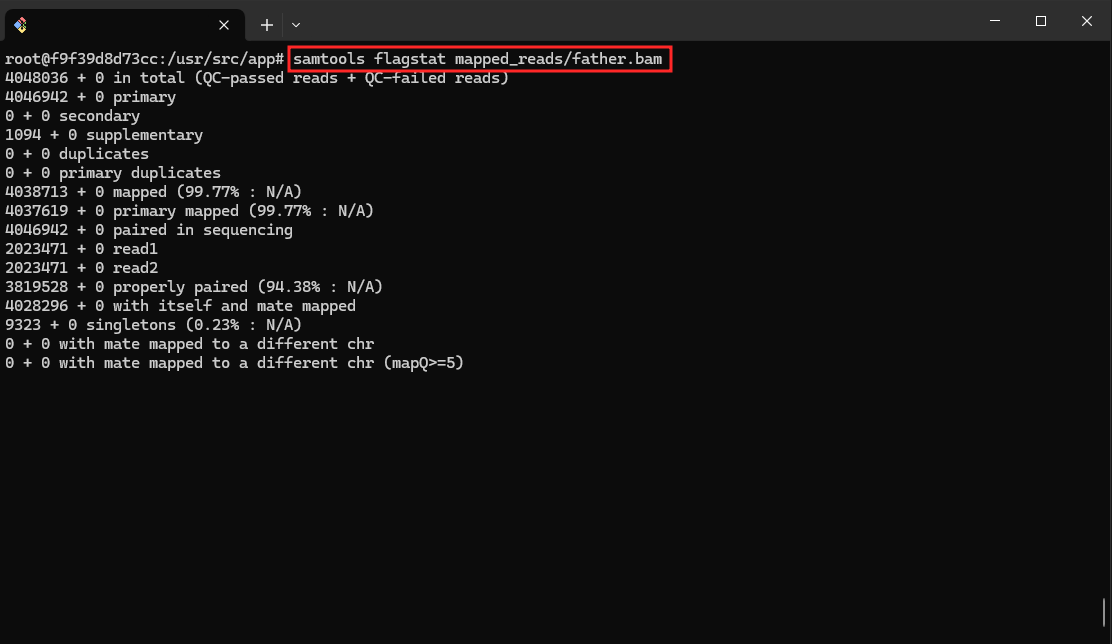 root@f9f39d8d73cc:/usr/src/app# samtools flagstat mapped_reads/father.bam
4048036 + 0 in total (QC-passed reads + QC-failed reads)
4046942 + 0 primary
0 + 0 secondary
1094 + 0 supplementary
0 + 0 duplicates
0 + 0 primary duplicates
4038713 + 0 mapped (99.77% : N/A)
4037619 + 0 primary mapped (99.77% : N/A)
4046942 + 0 paired in sequencing
2023471 + 0 read1
2023471 + 0 read2
3819528 + 0 properly paired (94.38% : N/A)
4028296 + 0 with itself and mate mapped
9323 + 0 singletons (0.23% : N/A)
0 + 0 with mate mapped to a different chr
0 + 0 with mate mapped to a different chr (mapQ>=5)